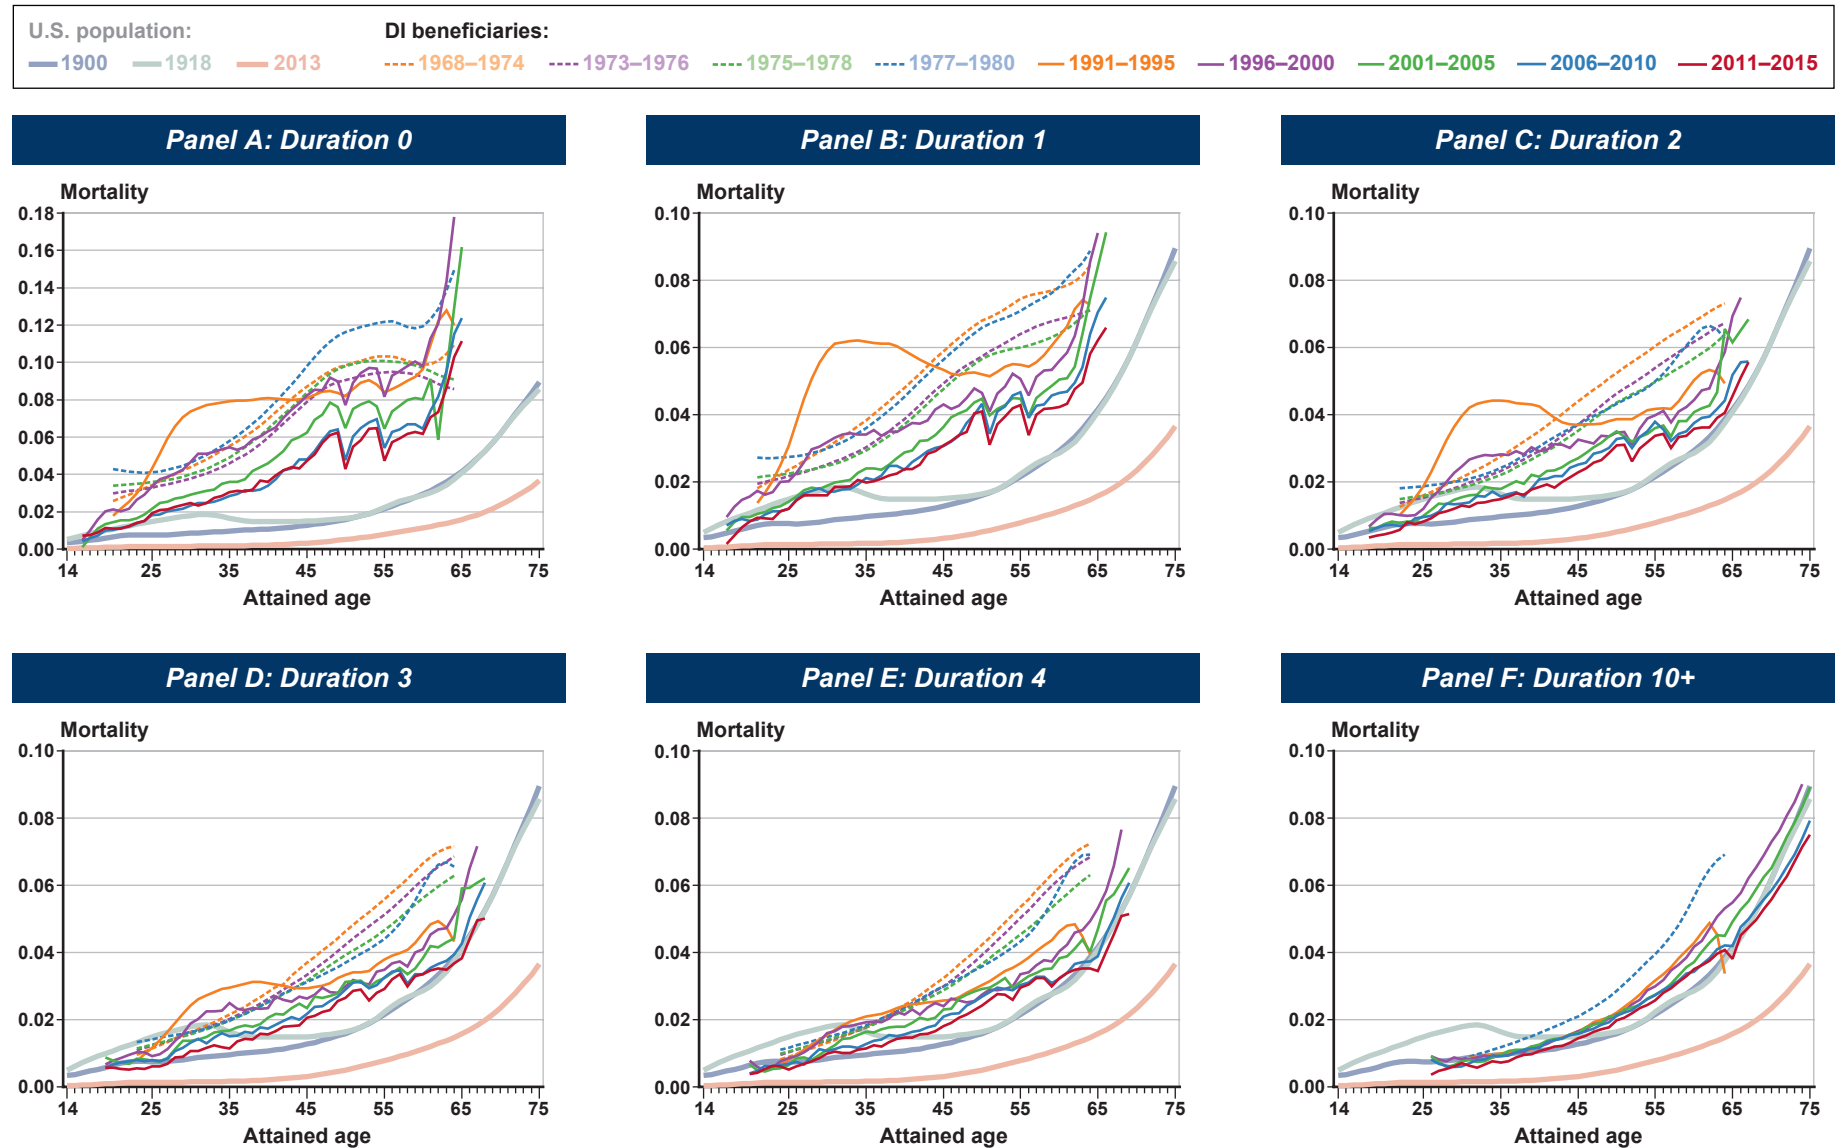 U.S. population: DI beneficiaries:
1900 1918 2013 1968–1974 1973–1976 1975–1978 1977–1980 1991–1995 1996–2000 2001–2005 2006–2010 2011–2015
Panel A: Duration 0
Mortality
0.18
0.16
0.14
0.12
0.10
0.08
0.06
0.04
0.02
0.00
14 25 35 45 55 65 75
Attained age
Panel B: Duration 1
Mortality
0.10
0.08
0.06
0.04
0.02
0.00
14 25 35 45 55 65 75
Attained age
Panel C: Duration 2
Mortality
0.10
0.08
0.06
0.04
0.02
0.00
14 25 35 45 55 65 75
Attained age
Panel D: Duration 3
Mortality
0.10
0.08
0.06
0.04
0.02
0.00
14 25 35 45 55 65 75
Attained age
Panel E: Duration 4
Mortality
0.10
0.08
0.06
0.04
0.02
0.00
14 25 35 45 55 65 75
Attained age
Panel F: Duration 10+
Mortality
0.10
0.08
0.06
0.04
0.02
0.00
14 25 35 45 55 65 75
Attained age